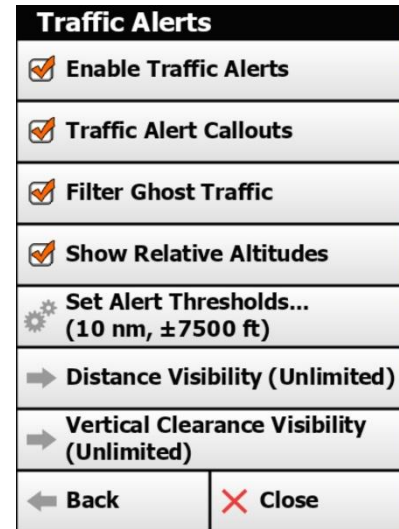 Traffic Alerts
Enable Traffic Alerts
Traffic Alert Callouts
Filter Ghost Traffic
Show Relative Altitudes
Set Alert Thresholds...
(10 nm, ±7500 ft)
Distance Visibility (Unlimited)
Vertical Clearance Visibility
(Unlimited)
Back
Close